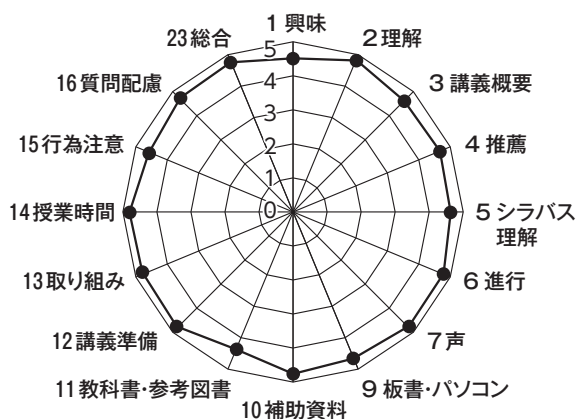 1 興味
2 理解
3 講義概要
4 推薦
5 シラバス
理解
6 進行
7 声
9 板書・パソコン
10 補助資料
11 教科書・参考図書
12 講義準備
13 取り組み
14 授業時間
15 行為注意
16 質問配慮
23 総合
5
4
3
2
1
0